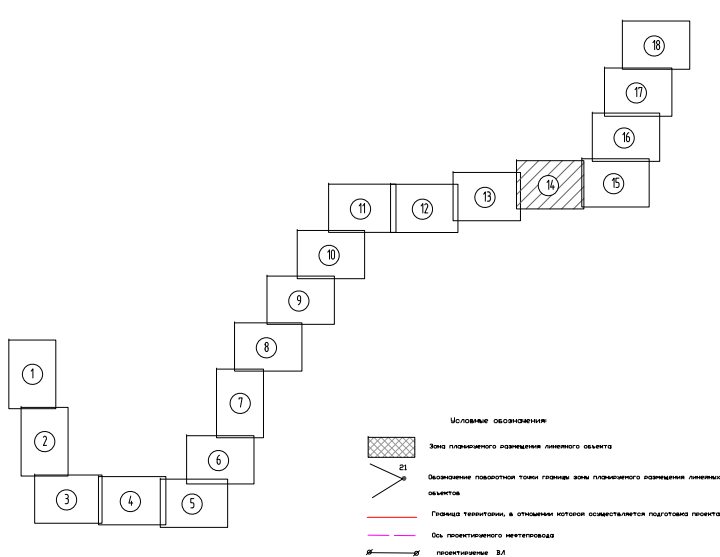 18
17
16
14
15
13
11
12
10
9
8
1
7
2
6
3
4
5
Условные обозначения:
Зона планируемого размещения линейного объекта
21
Обозначение поворотной точки границы зоны планируемого размещения линейных
объектов
Граница территории, в отношении которой осуществляется подготовка проекта
Ось проектируемого нефтепровода
проектируемые ВЛ